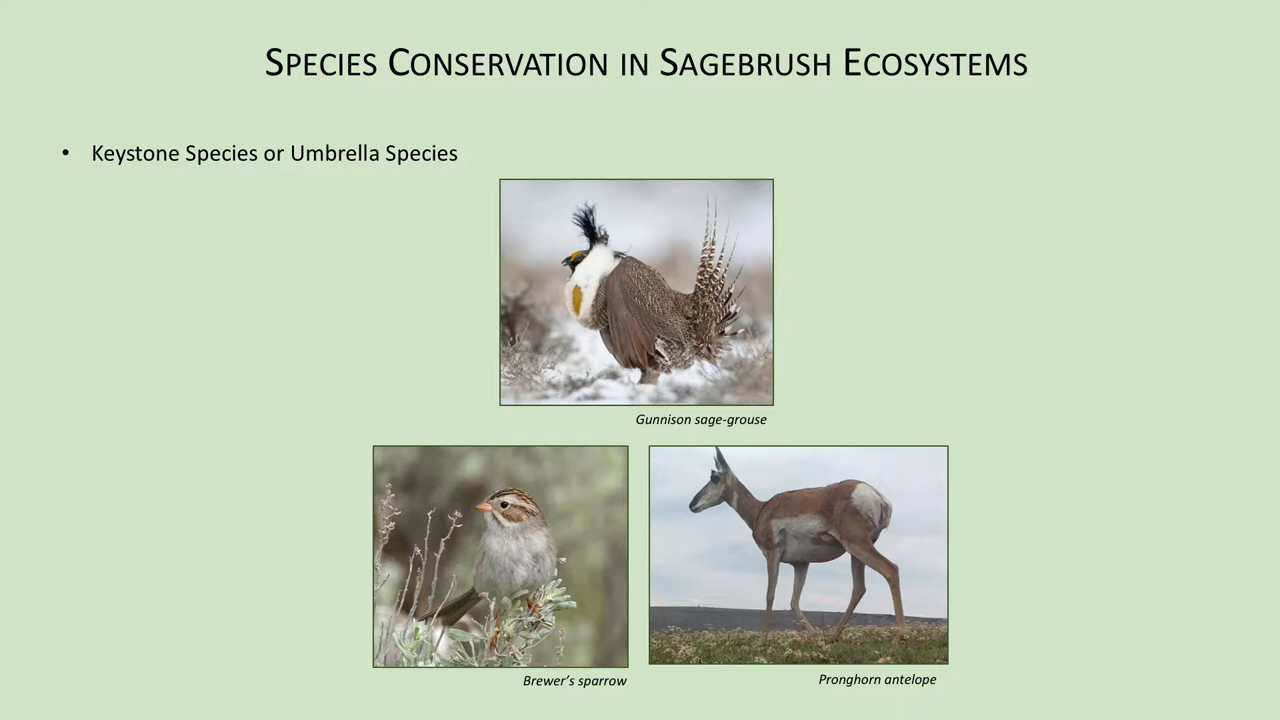 SPECIES CONSERVATION IN SAGEBRUSH ECOSYSTEMS
• Keystone Species or Umbrella Species
Gunnison sage-grouse
Brewer’s sparrow
Pronghorn antelope